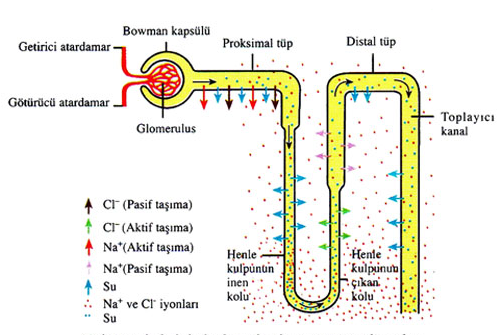 Bowman kapsülü
Getirici atardamar
Proksimal tüp
Distal tüp
Götürücü atardamar
Glomerulus
Toplayıcı
kanal
Cl⁻ (Pasif taşıma)
Cl⁻ (Aktif taşıma)
Na⁺(Aktif taşıma)
Na⁺(Pasif taşıma)
Su
Na⁺ ve Cl⁻ iyonları
Su
Henle
kulpunun
inen
kolu
Henle
kulpunun
çıkan
kolu